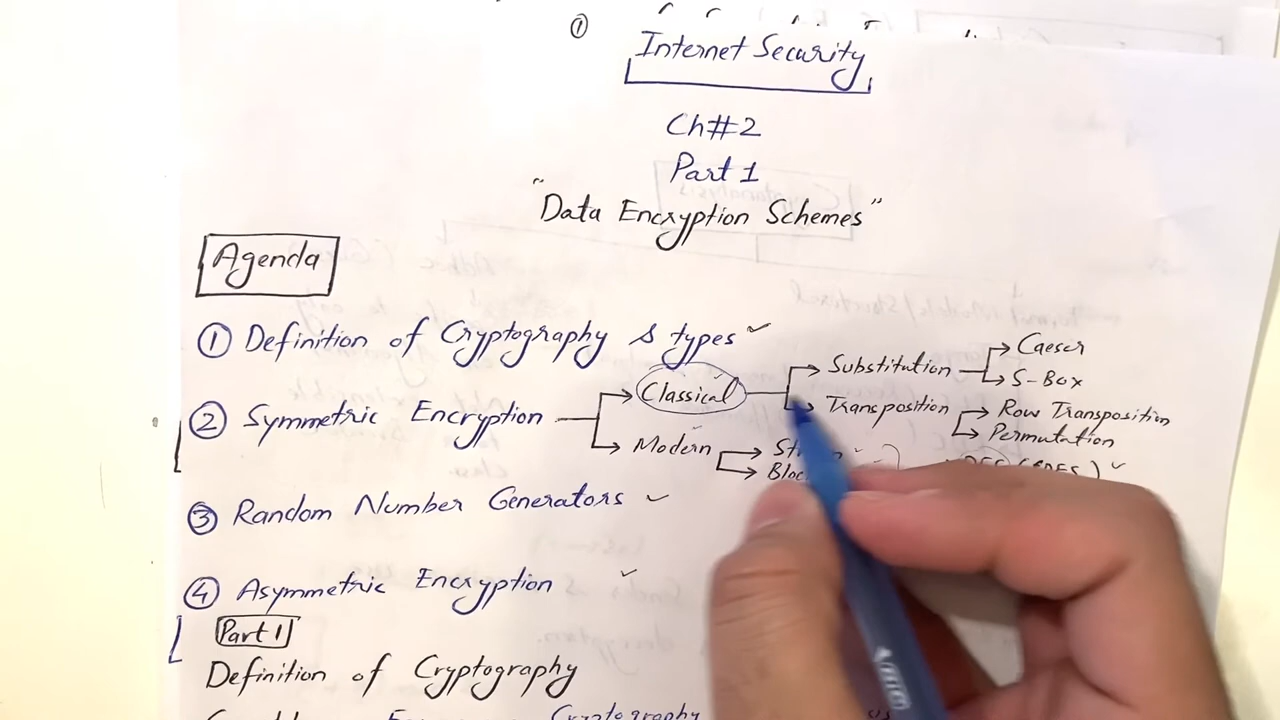 ①
Internet Security
Ch#2
Part 1
"Data Encryption Schemes"
Agenda
① Definition of Cryptography & types ✓
② Symmetric Encryption
Classical
Substitution
Caeser
S-Box
Transposition
Row Transposition
Permutation
Modern
③ Random Number Generators ✓
④ Asymmetric Encryption ✓
Part 1
Definition of Cryptography
Cryptography